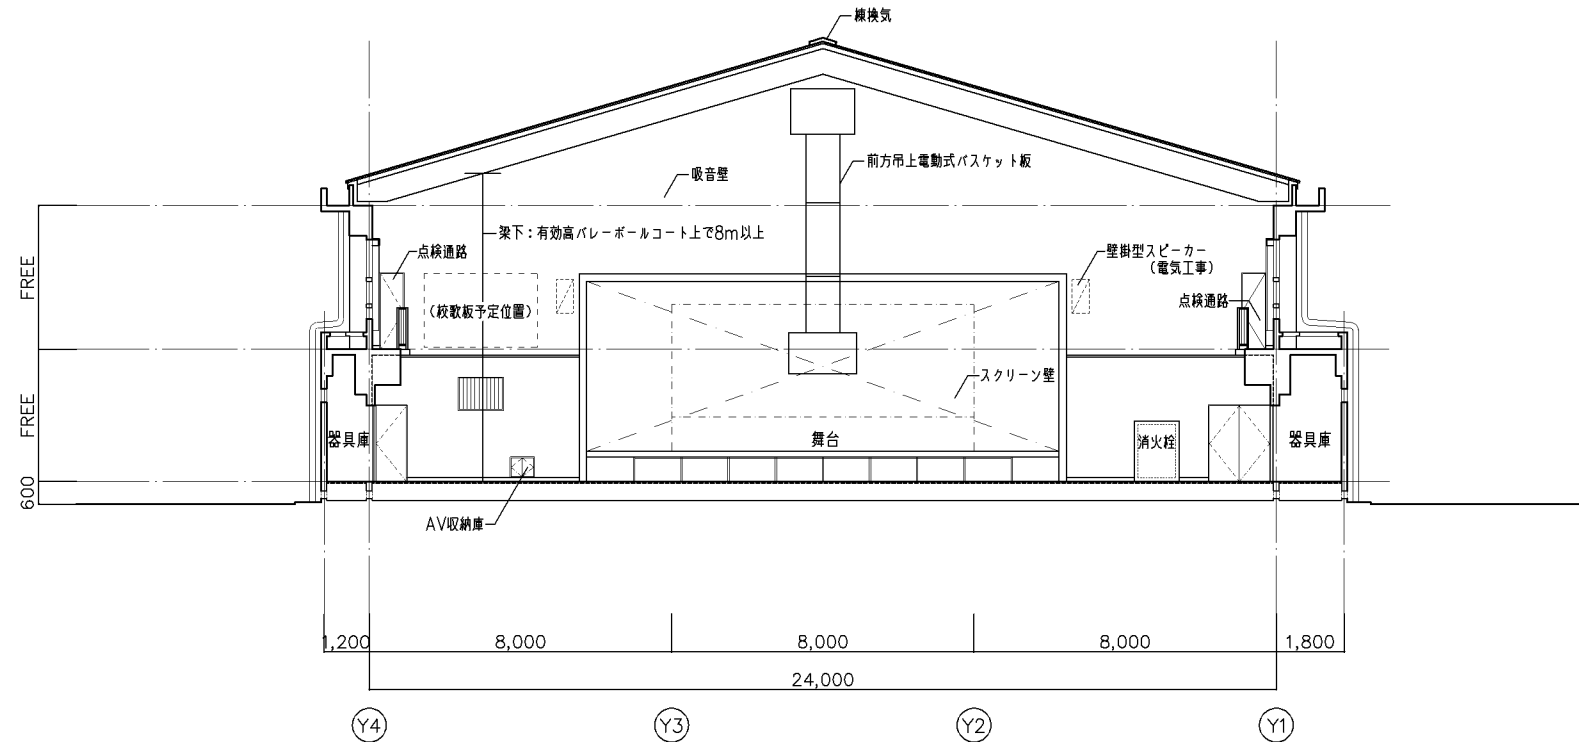 棟換気
前方吊上電動式バスケット板
吸音壁
梁下：有効高バレーボールコート上で8m以上
点検通路
壁掛型スピーカー
（電気工事）
（校歌板予定位置）
点検通路
スクリーン壁
FREE
FREE
600
器具庫
舞台
消火栓
器具庫
AV収納庫
1,200
8,000
8,000
8,000
1,800
24,000
Y4
Y3
Y2
Y1